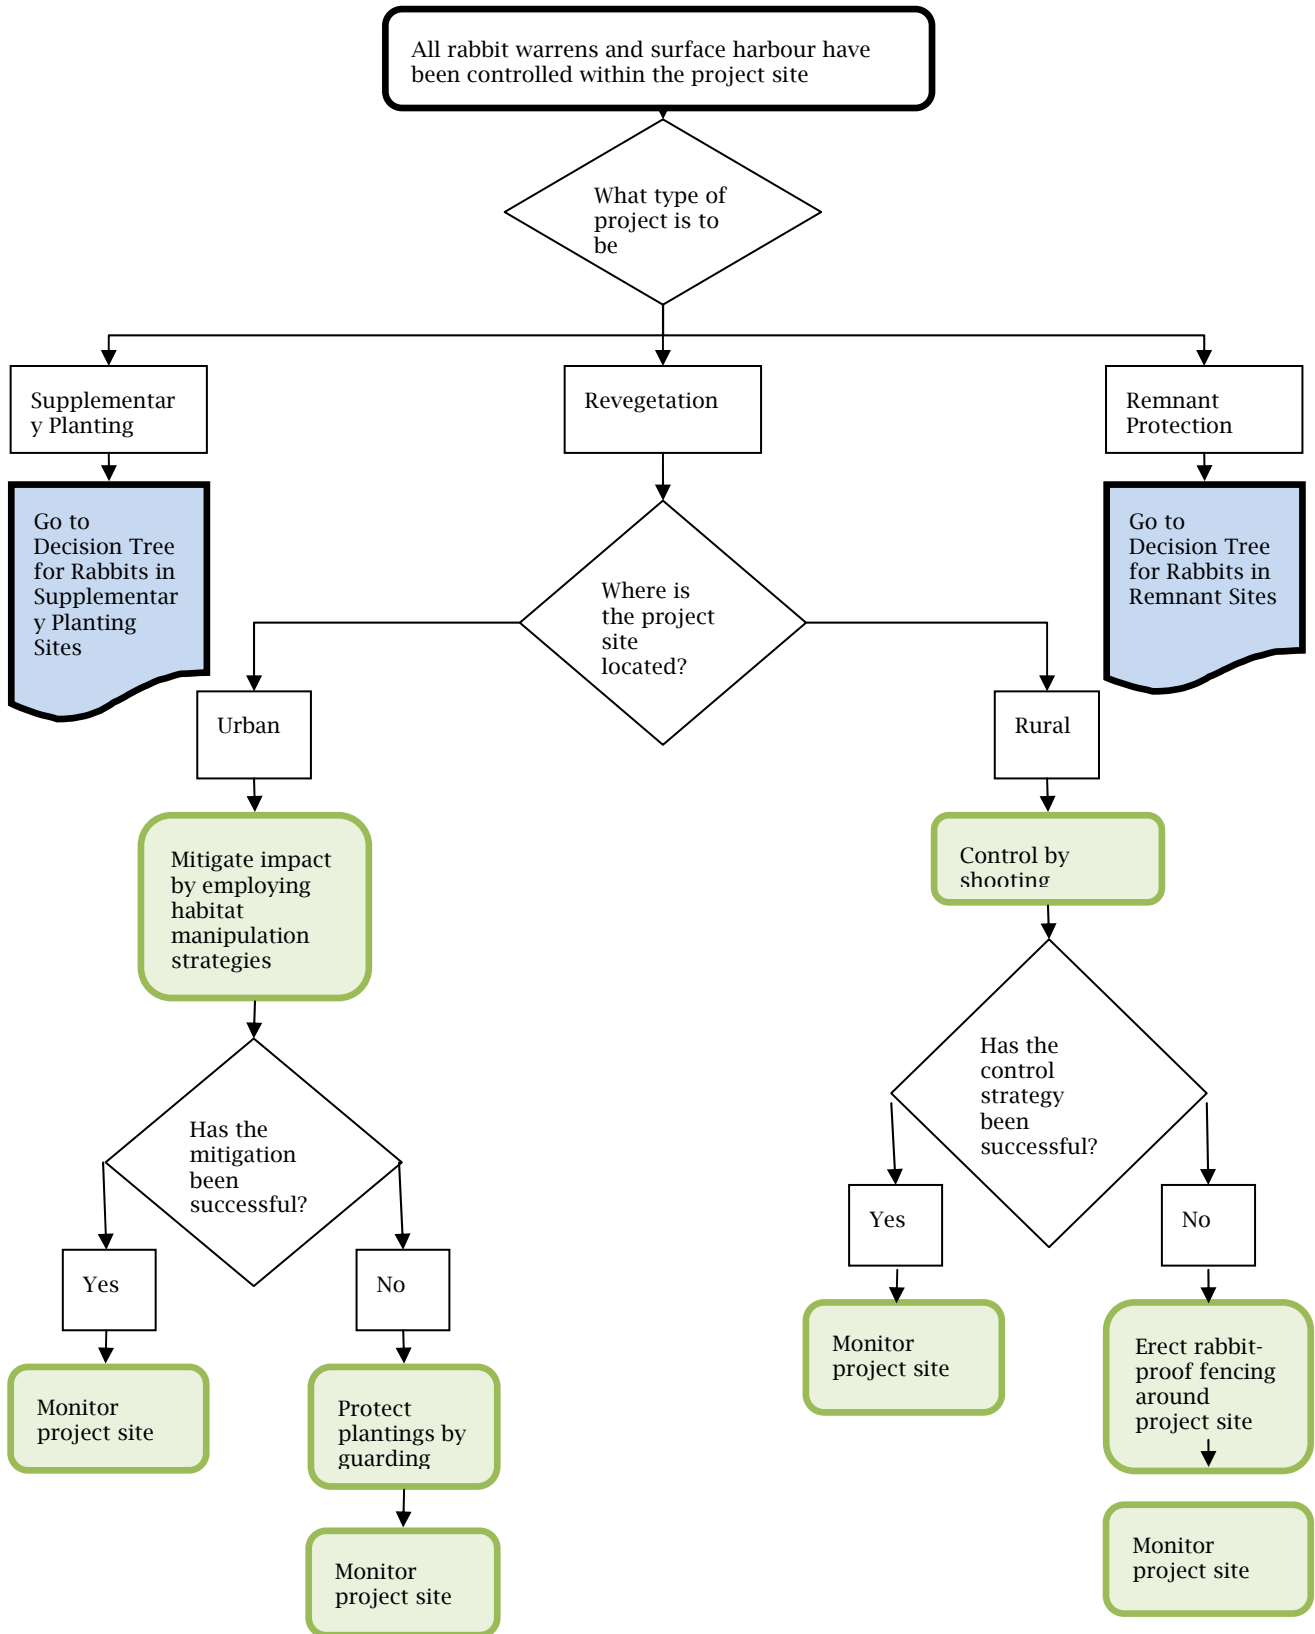 All rabbit warrens and surface harbour have
been controlled within the project site
What type of
project is to
be
Supplementar
y Planting
Revegetation
Remnant
Protection
Go to
Decision Tree
for Rabbits in
Supplementar
y Planting
Sites
Go to
Decision Tree
for Rabbits in
Remnant Sites
Where is
the project
site
located?
Urban
Rural
Mitigate impact
by employing
habitat
manipulation
strategies
Control by
shooting
Has the
mitigation
been
successful?
Has the
control
strategy
been
successful?
Yes
No
Yes
No
Monitor
project site
Protect
plantings by
guarding
Monitor
project site
Monitor
project site
Erect rabbit-
proof fencing
around
project site
Monitor
project site